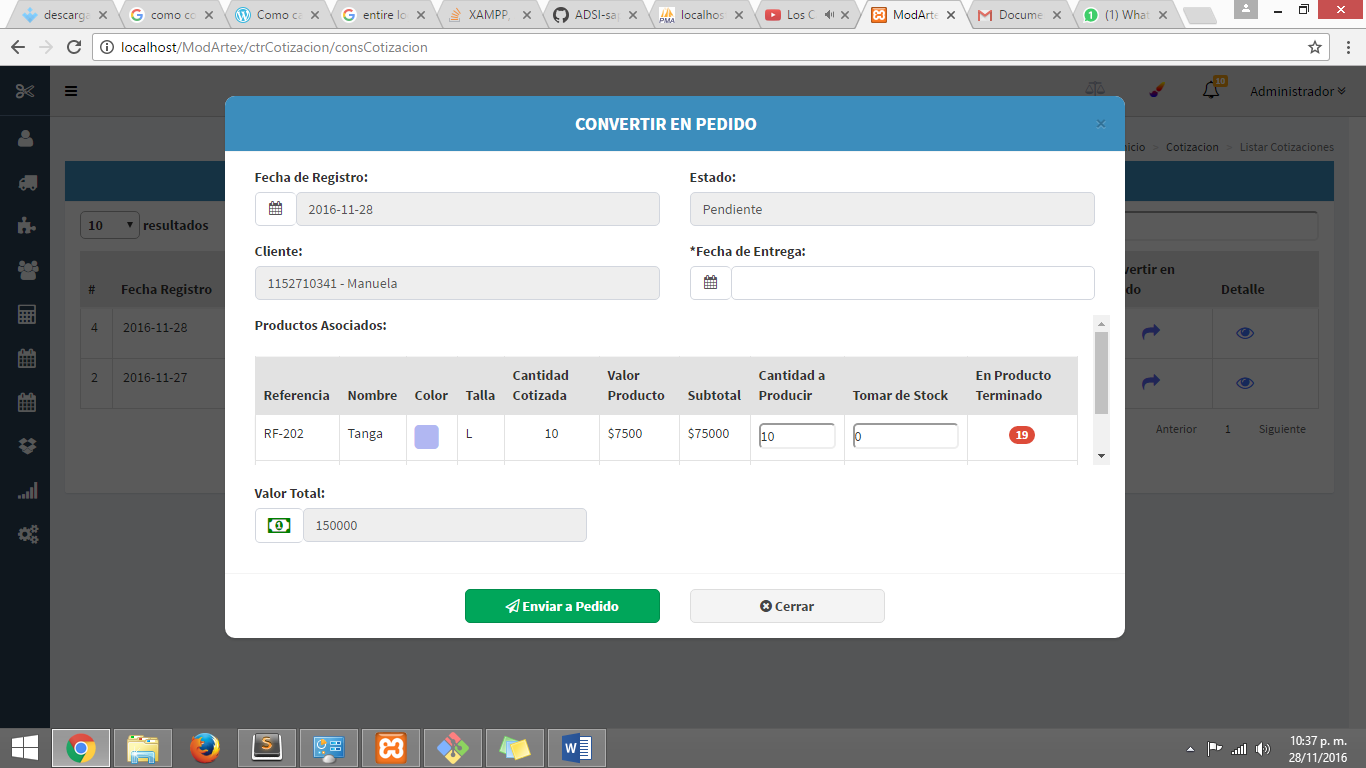 descarga
como co
Como ca
entire lo
XAMPP,
ADSI-sap
localhos
Los C
ModArte
Docume
(1) What
localhost/ModArtex/ctrCotizacion/consCotizacion
10
Administrador
CONVERTIR EN PEDIDO
×
nicio > Cotizacion > Listar Cotizaciones
10 resultados
# Fecha Registro
vertir en
do
Detalle
4 2016-11-28
2 2016-11-27
Anterior 1 Siguiente
Fecha de Registro:
2016-11-28
Estado:
Pendiente
Cliente:
1152710341 - Manuela
*Fecha de Entrega:
Productos Asociados:
Referencia Nombre Color Talla Cantidad Cotizada Valor Producto Subtotal Cantidad a Producir Tomar de Stock En Producto Terminado
RF-202 Tanga L 10 $7500 $75000 10 0 19
Valor Total:
150000
Enviar a Pedido
Cerrar
10:37 p. m.
28/11/2016